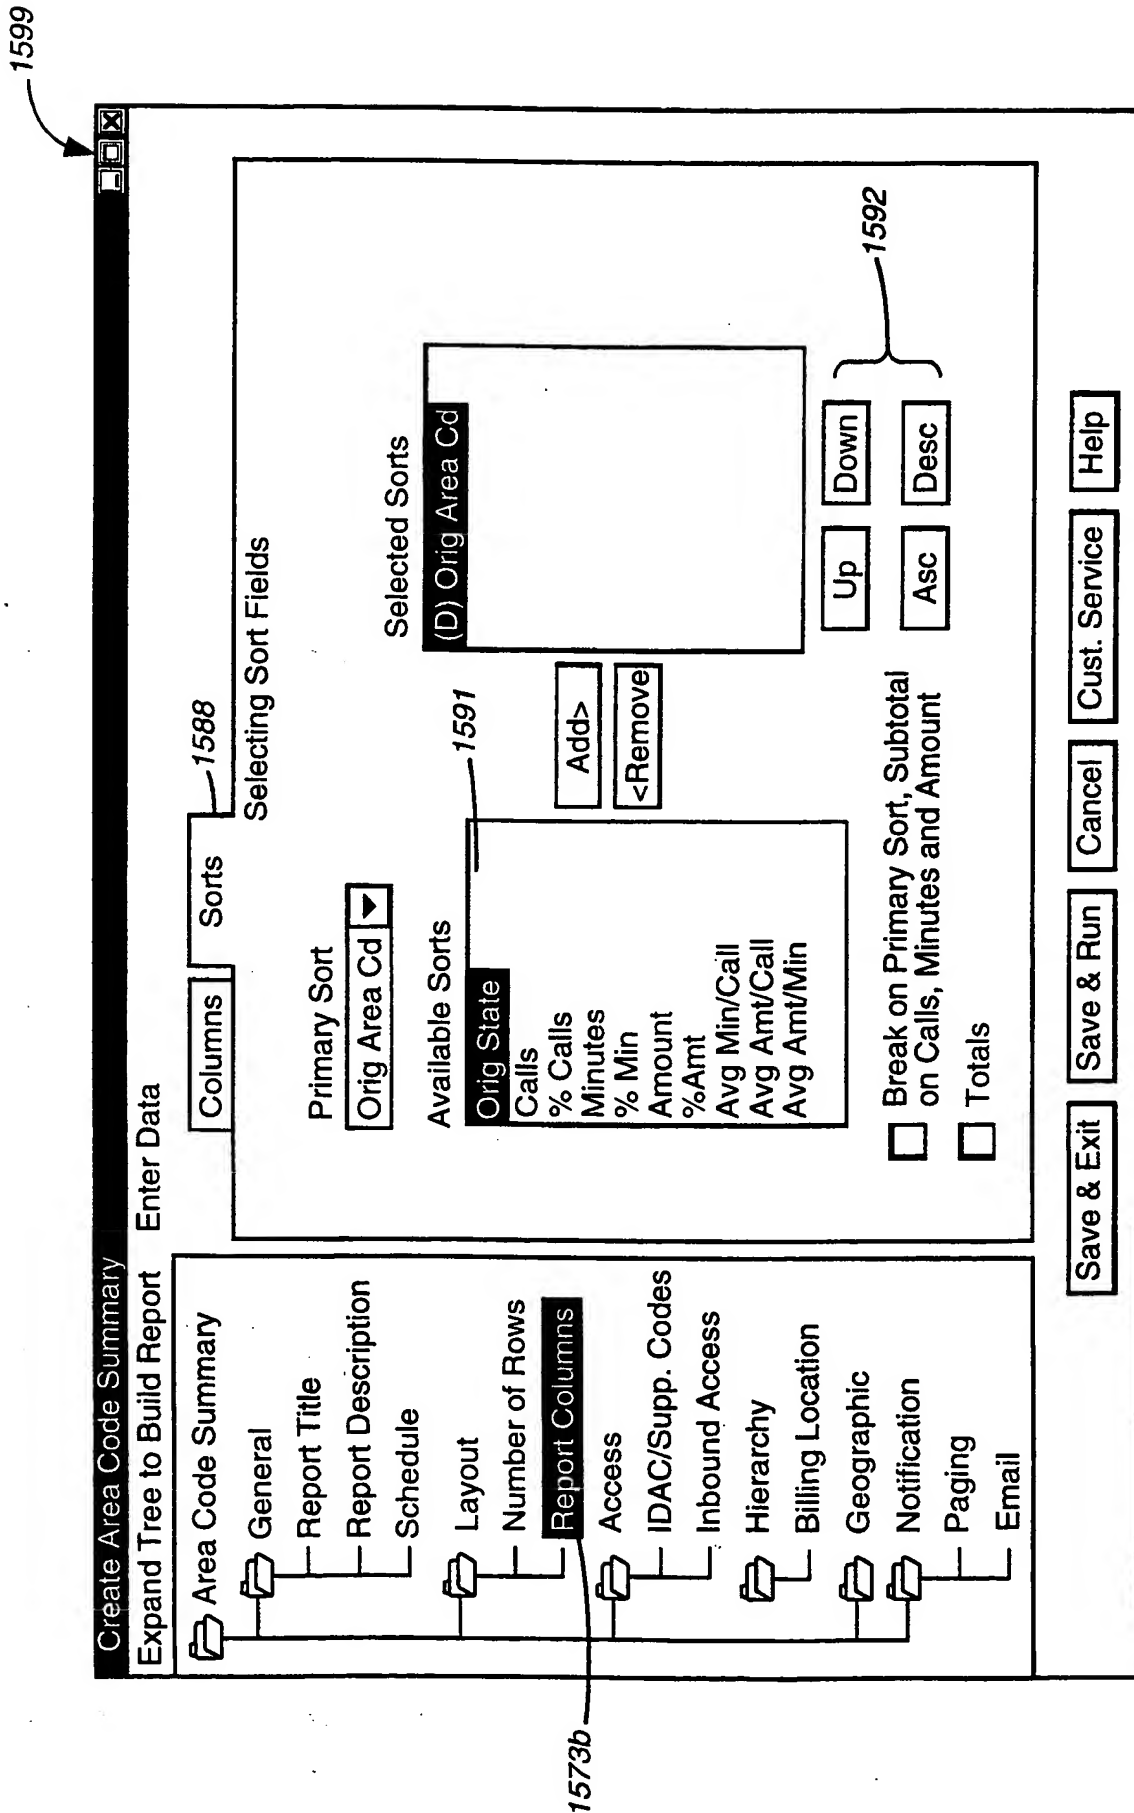 1599
Create Area Code Summary
Expand Tree to Build Report
Enter Data
Area Code Summary
General
Report Title
Report Description
Schedule
Layout
Number of Rows
Report Columns
Access
IDAC/Supp. Codes
Inbound Access
Hierarchy
Billing Location
Geographic
Notification
Paging
Email
1573b
Columns
Sorts
1588
Selecting Sort Fields
Primary Sort
Orig Area Cd
Available Sorts
Orig State
Calls
% Calls
Minutes
% Min
Amount
%Amt
Avg Min/Call
Avg Amt/Call
Avg Amt/Min
1591
Add>
<Remove
Selected Sorts
(D) Orig Area Cd
Up
Down
Asc
Desc
1592
Break on Primary Sort, Subtotal
on Calls, Minutes and Amount
Totals
Save & Exit
Save & Run
Cancel
Cust. Service
Help